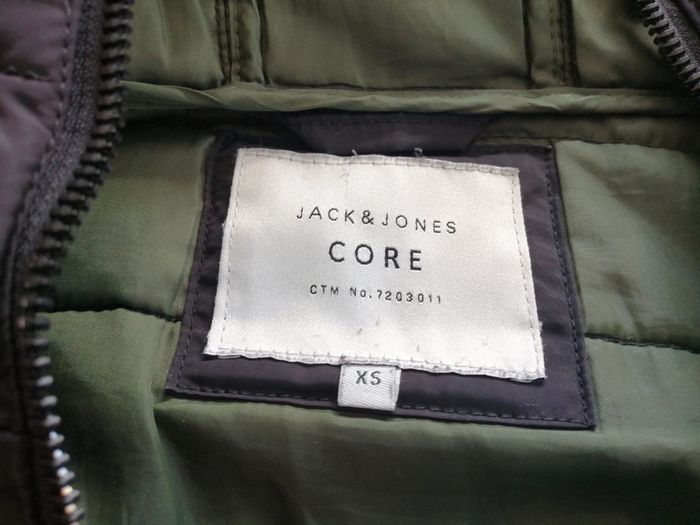 JACK&JONES
CORE
CTM No.7203011
XS